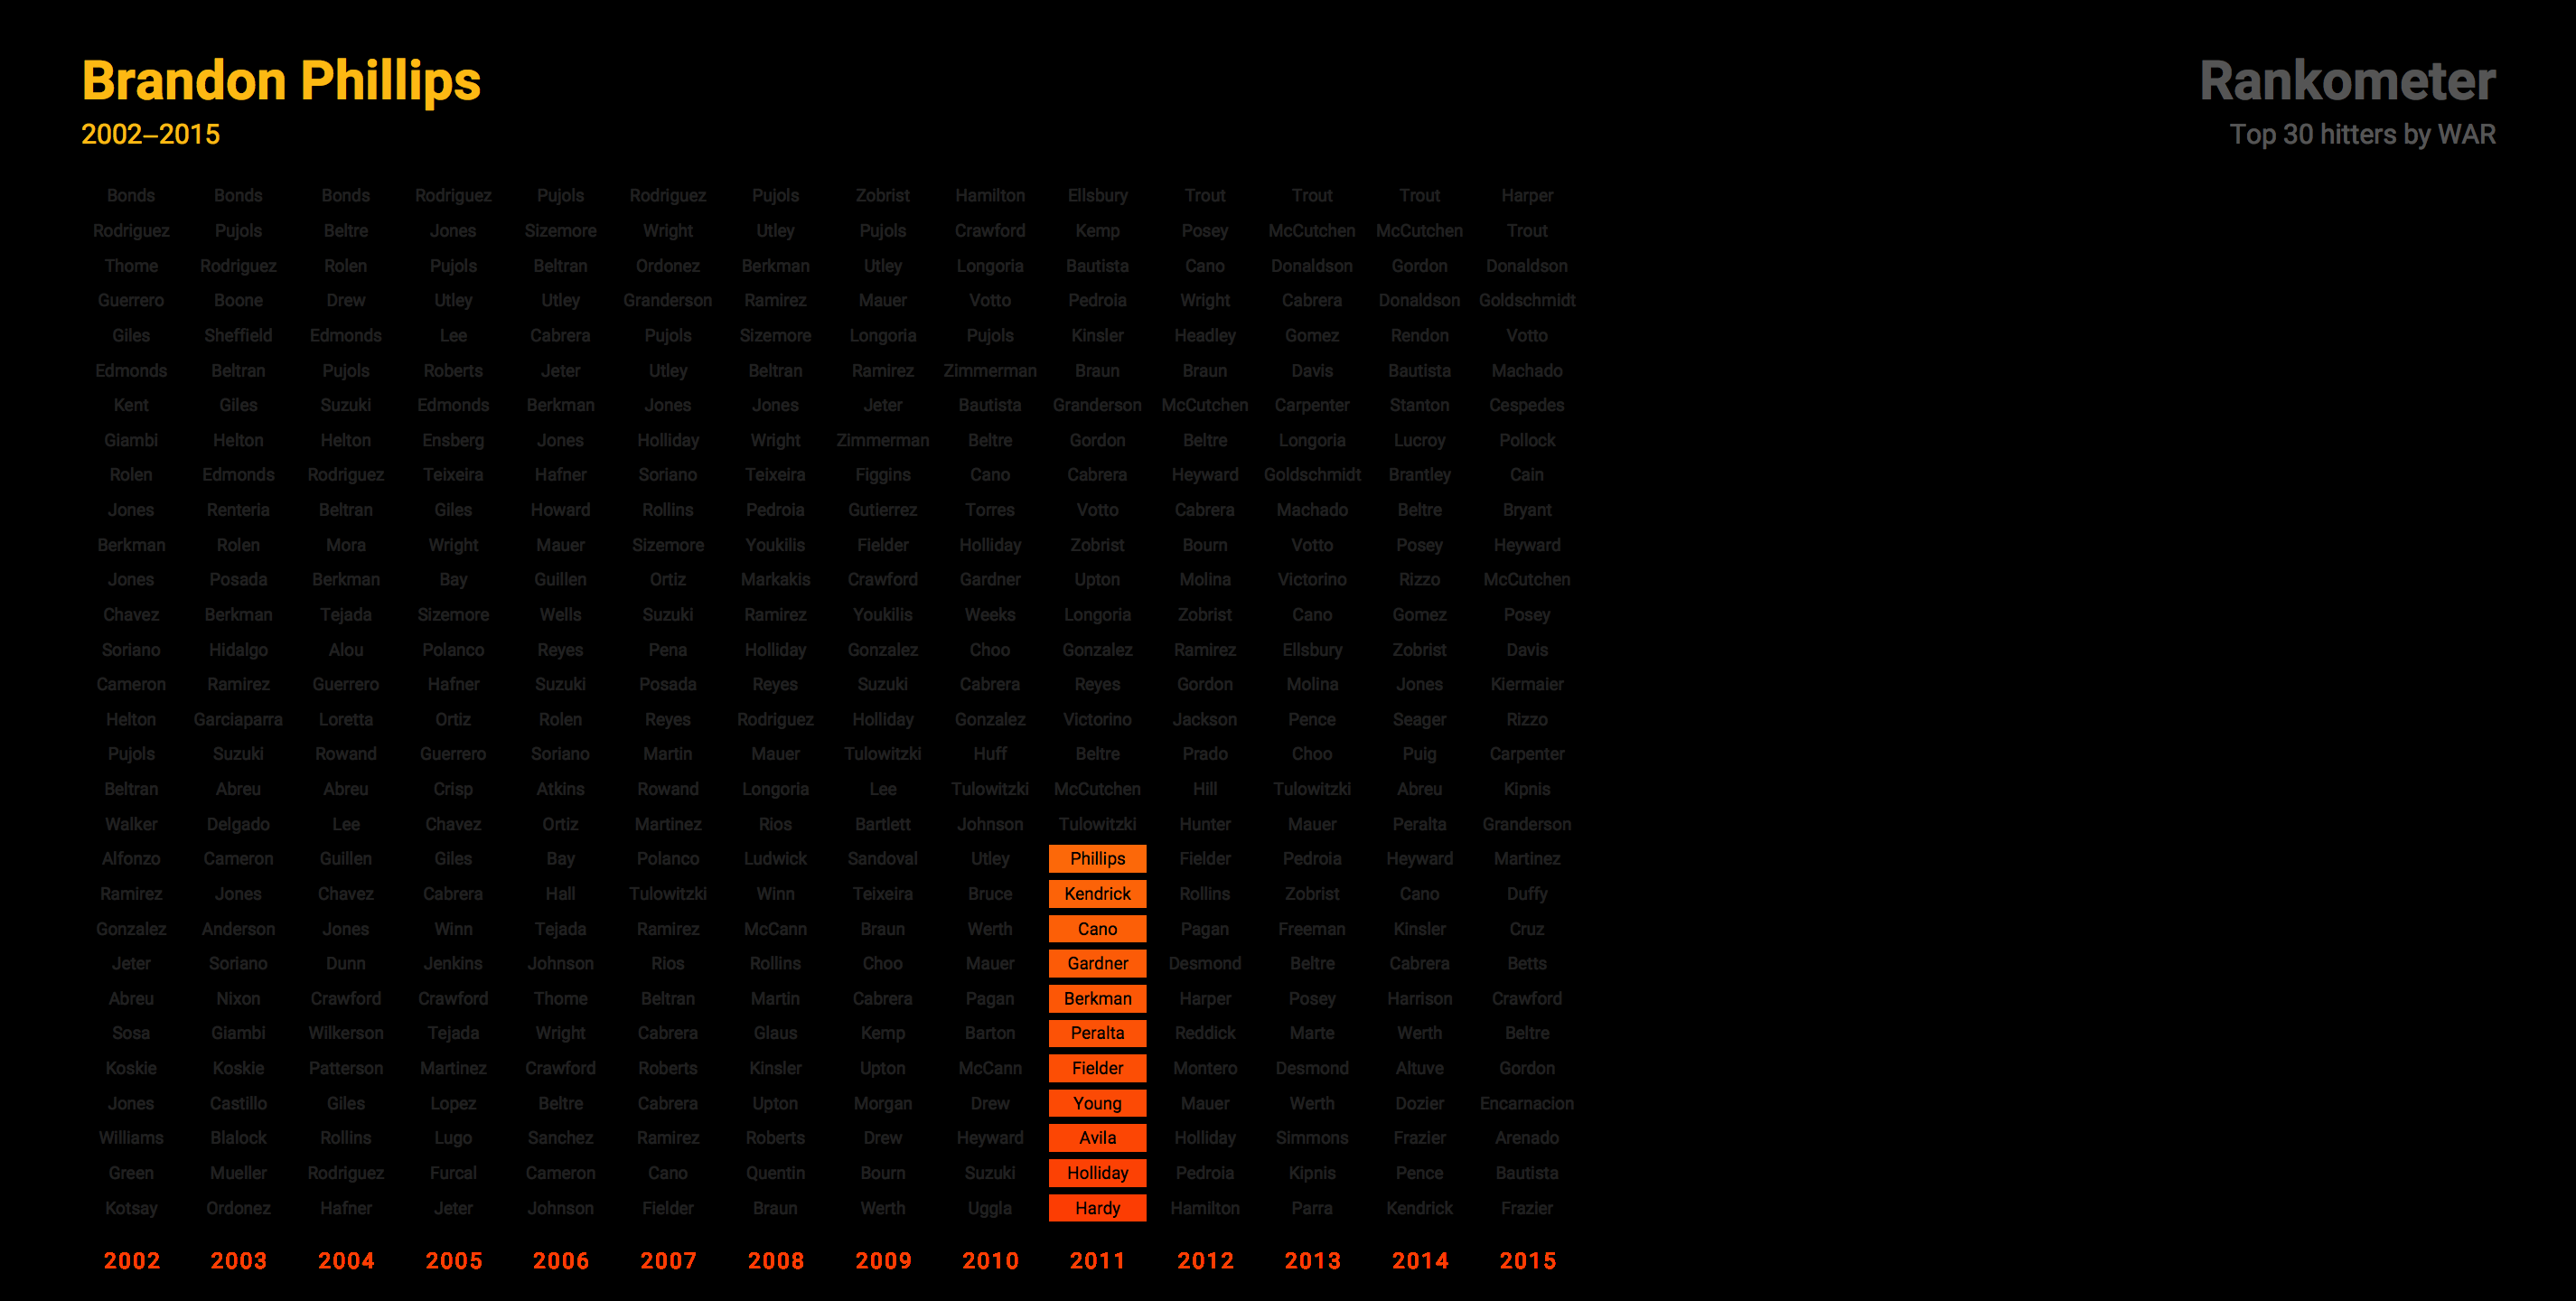 Brandon Phillips
2002–2015
Rankometer
Top 30 hitters by WAR
Bonds Bonds Bonds Rodriguez Pujols Rodriguez Pujols Zobrist Hamilton Ellsbury Trout Trout Trout Harper
Rodriguez Pujols Beltre Jones Sizemore Wright Utley Pujols Crawford Kemp Posey McCutchen McCutchen Trout
Thome Rodriguez Rolen Pujols Beltran Ordonez Berkman Utley Longoria Bautista Cano Donaldson Gordon Donaldson
Guerrero Boone Drew Utley Utley Granderson Ramirez Mauer Votto Pedroia Wright Cabrera Donaldson Goldschmidt
Giles Sheffield Edmonds Lee Cabrera Pujols Sizemore Longoria Pujols Kinsler Headley Gomez Rendon Votto
Edmonds Beltran Pujols Roberts Jeter Utley Beltran Ramirez Zimmerman Braun Braun Davis Bautista Machado
Kent Giles Suzuki Edmonds Berkman Jones Jones Jeter Bautista Granderson McCutchen Carpenter Stanton Cespedes
Giambi Helton Helton Ensberg Jones Holliday Wright Zimmerman Beltre Gordon Beltre Longoria Lucroy Pollock
Rolen Edmonds Rodriguez Teixeira Hafner Soriano Teixeira Figgins Cano Cabrera Heyward Goldschmidt Brantley Cain
Jones Renteria Beltran Giles Howard Rollins Pedroia Gutierrez Torres Votto Cabrera Machado Beltre Bryant
Berkman Rolen Mora Wright Mauer Sizemore Youkilis Fielder Holliday Zobrist Bourn Votto Posey Heyward
Jones Posada Berkman Bay Guillen Ortiz Markakis Crawford Gardner Upton Molina Victorino Rizzo McCutchen
Chavez Berkman Tejada Sizemore Wells Suzuki Ramirez Youkilis Weeks Longoria Zobrist Cano Gomez Posey
Soriano Hidalgo Alou Polanco Reyes Pena Holliday Gonzalez Choo Gonzalez Ramirez Ellsbury Zobrist Davis
Cameron Ramirez Guerrero Hafner Suzuki Posada Reyes Suzuki Cabrera Reyes Gordon Molina Jones Kiermaier
Helton Garciaparra Loretta Ortiz Rolen Reyes Rodriguez Holliday Gonzalez Victorino Jackson Pence Seager Rizzo
Pujols Suzuki Rowand Guerrero Soriano Martin Mauer Tulowitzki Huff Beltre Prado Choo Puig Carpenter
Beltran Abreu Abreu Crisp Atkins Rowand Longoria Lee Tulowitzki McCutchen Hill Tulowitzki Abreu Kipnis
Walker Delgado Lee Chavez Ortiz Martinez Rios Bartlett Johnson Tulowitzki Hunter Mauer Peralta Granderson
Alfonzo Cameron Guillen Giles Bay Polanco Ludwick Sandoval Utley Phillips Fielder Pedroia Heyward Martinez
Ramirez Jones Chavez Cabrera Hall Tulowitzki Winn Teixeira Bruce Kendrick Rollins Zobrist Cano Duffy
Gonzalez Anderson Jones Winn Tejada Ramirez McCann Braun Werth Cano Pagan Freeman Kinsler Cruz
Jeter Soriano Dunn Jenkins Johnson Rios Rollins Choo Mauer Gardner Desmond Beltre Cabrera Betts
Abreu Nixon Crawford Crawford Thome Beltran Martin Cabrera Pagan Berkman Harper Posey Harrison Crawford
Sosa Giambi Wilkerson Tejada Wright Cabrera Glaus Kemp Barton Peralta Reddick Marte Werth Beltre
Koskie Koskie Patterson Martinez Crawford Roberts Kinsler Upton McCann Fielder Montero Desmond Altuve Gordon
Jones Castillo Giles Lopez Beltre Cabrera Upton Morgan Drew Young Mauer Werth Dozier Encarnacion
Williams Blalock Rollins Lugo Sanchez Ramirez Roberts Drew Heyward Avila Holliday Simmons Frazier Arenado
Green Mueller Rodriguez Furcal Cameron Cano Quentin Bourn Suzuki Holliday Pedroia Kipnis Pence Bautista
Kotsay Ordonez Hafner Jeter Johnson Fielder Braun Werth Uggla Hardy Hamilton Parra Kendrick Frazier
2002 2003 2004 2005 2006 2007 2008 2009 2010 2011 2012 2013 2014 2015